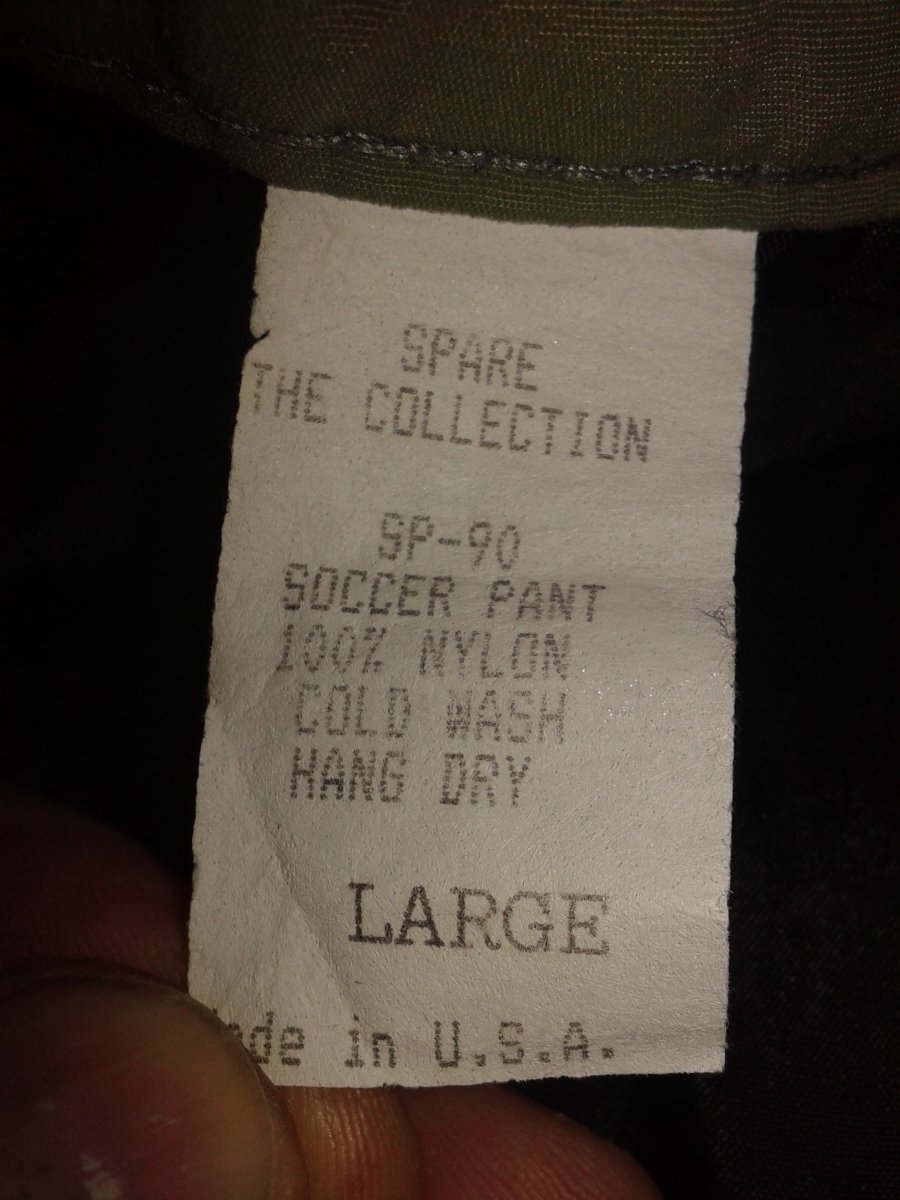 SPARE
THE COLLECTION
SP-90
SOCCER PANT
100% NYLON
COLD WASH
HANG DRY
LARGE
ade in U.S.A.